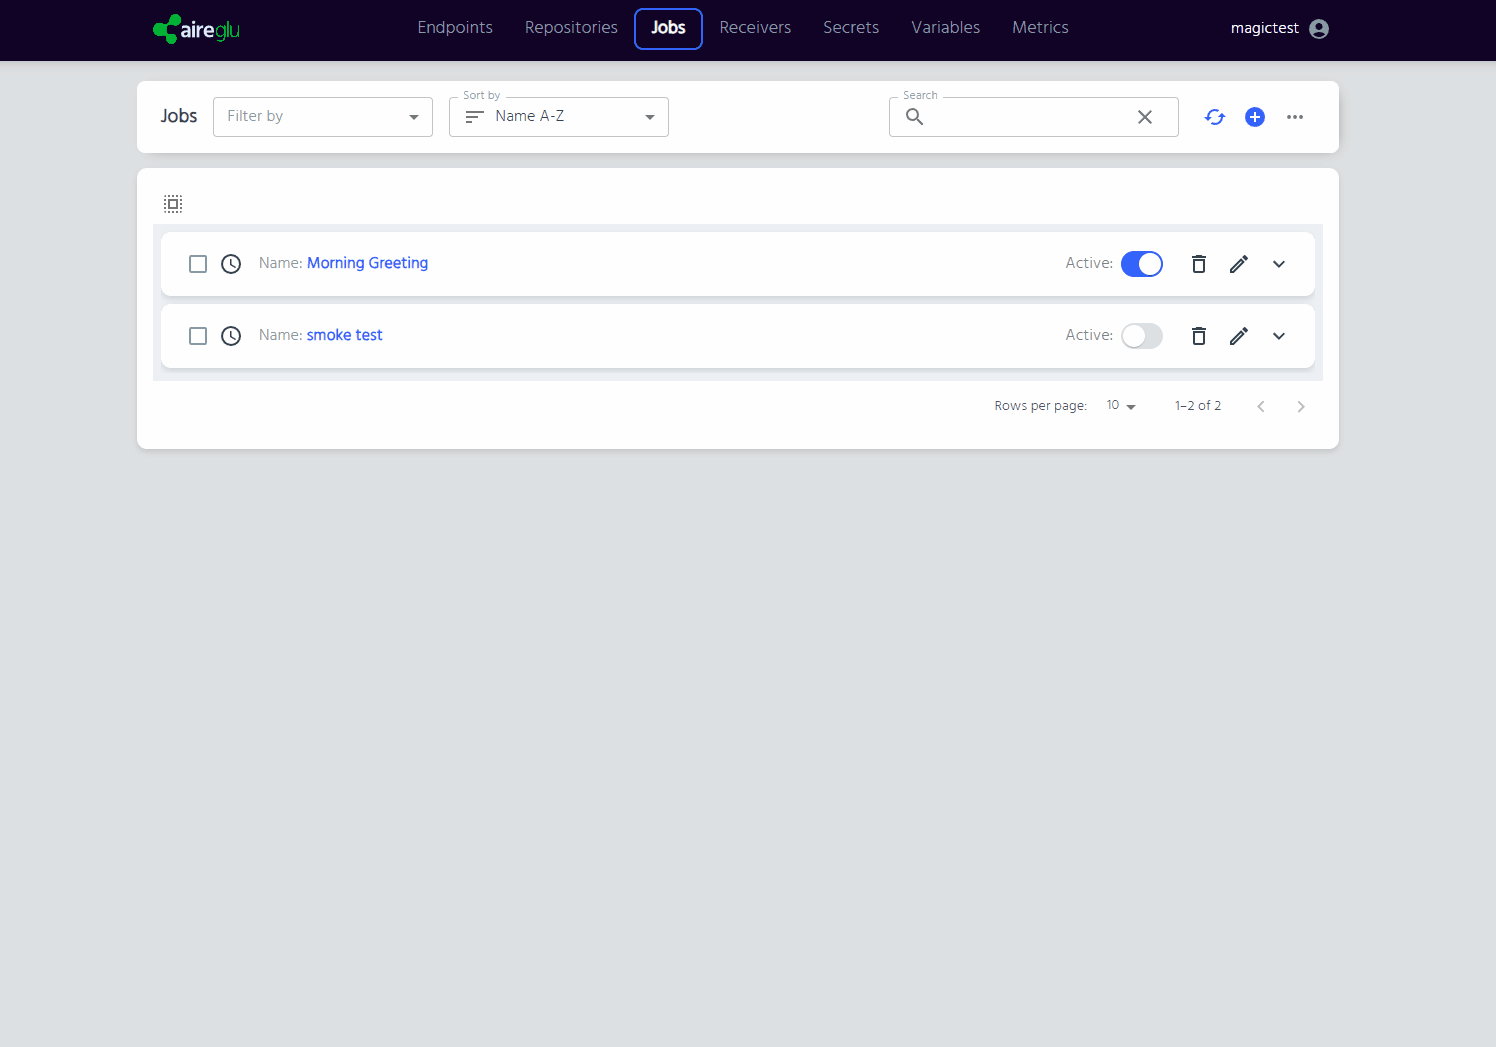 aireglu Endpoints Repositories Jobs Receivers Secrets Variables Metrics magictest
Jobs Filter by Sort by Name A-Z Search
Name: Morning Greeting Active:
Name: smoke test Active:
Rows per page: 10 1–2 of 2